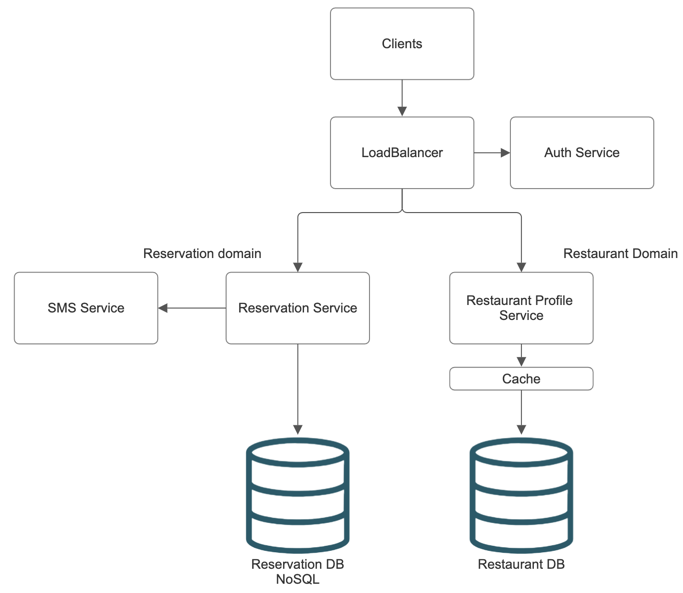 Clients
LoadBalancer
Auth Service
Reservation domain
Restaurant Domain
SMS Service
Reservation Service
Restaurant Profile
Service
Cache
Reservation DB
NoSQL
Restaurant DB